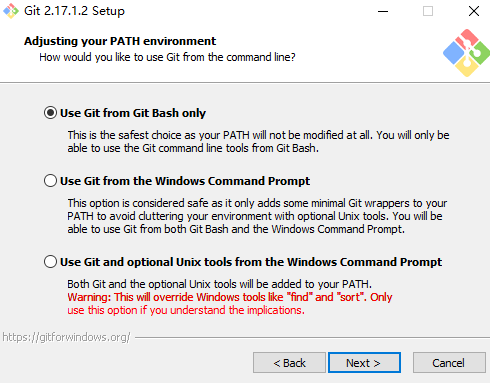 Git 2.17.1.2 Setup
Adjusting your PATH environment
How would you like to use Git from the command line?
Use Git from Git Bash only
This is the safest choice as your PATH will not be modified at all. You will only be
able to use the Git command line tools from Git Bash.
Use Git from the Windows Command Prompt
This option is considered safe as it only adds some minimal Git wrappers to your
PATH to avoid cluttering your environment with optional Unix tools. You will be
able to use Git from both Git Bash and the Windows Command Prompt.
Use Git and optional Unix tools from the Windows Command Prompt
Both Git and the optional Unix tools will be added to your PATH.
Warning: This will override Windows tools like "find" and "sort". Only
use this option if you understand the implications.
https://gitforwindows.org/
< Back Next > Cancel